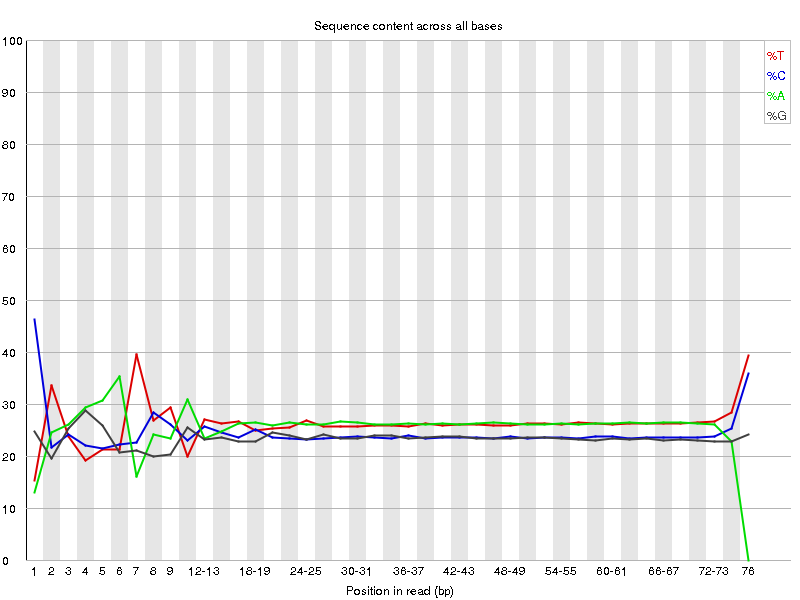 Sequence content across all bases
100
90
80
70
60
50
40
30
20
10
0
%T
%C
%A
%G
1 2 3 4 5 6 7 8 9 12-13 18-19 24-25 30-31 36-37 42-43 48-49 54-55 60-61 66-67 72-73 76
Position in read (bp)